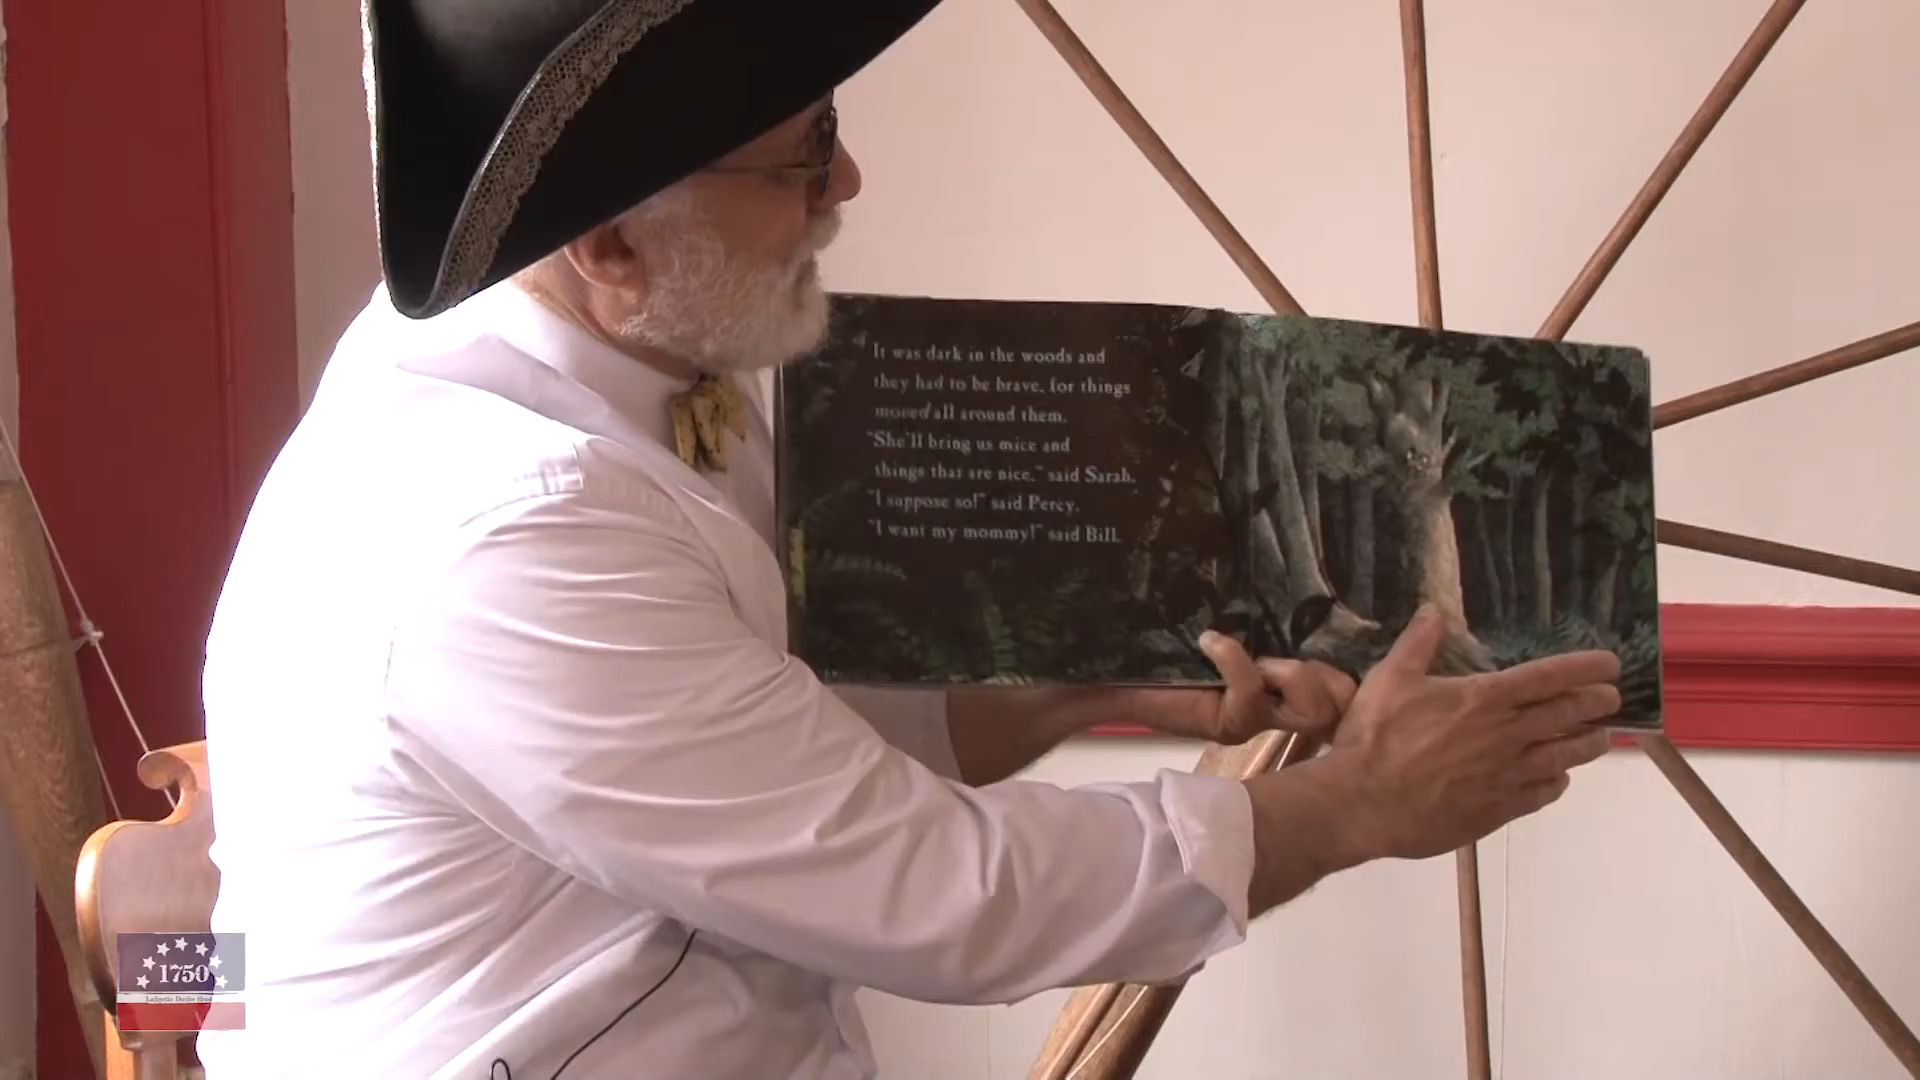 It was dark in the woods and
they had to be brave, for things
moved all around them.
"She'll bring us mice and
things that are nice," said Sarah.
"I suppose so!" said Percy.
"I want my mommy!" said Bill.
1750